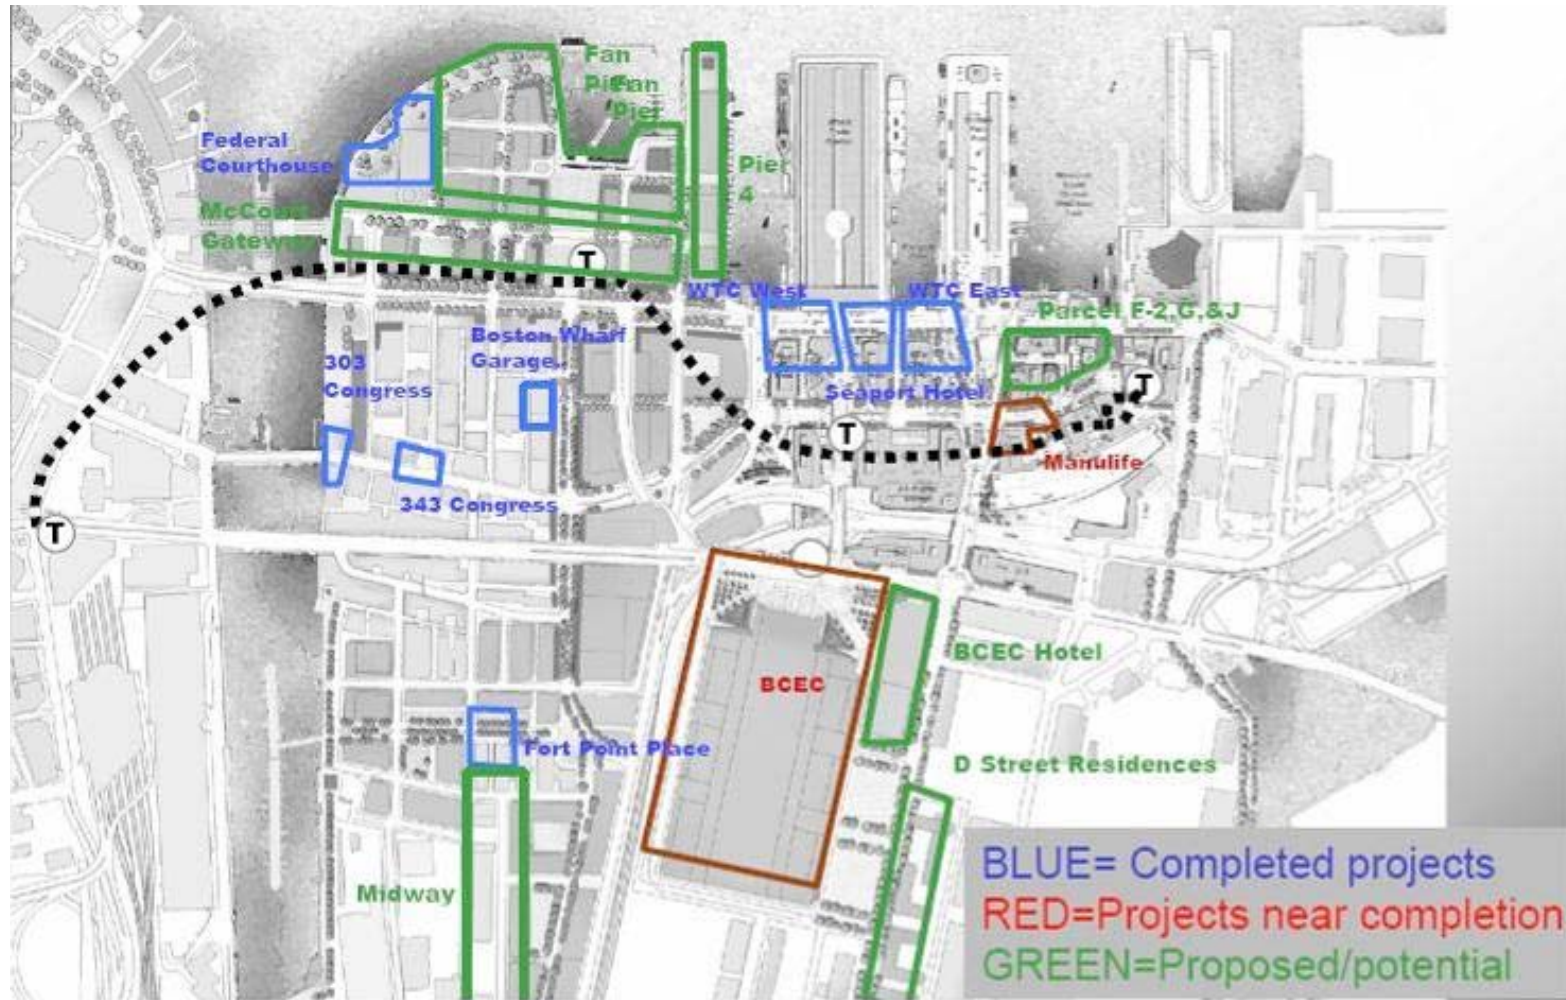 Fan
Pier
Fan
Pier
Federal
Courthouse
Pier
4
McCourt
Gateway
T
WTC West
WTC East
Parcel F-2,G,&J
Boston Wharf
Garage
303
Congress
T
Seaport Hotel
T
Manulife
343 Congress
T
BCEC Hotel
BCEC
Fort Point Place
D Street Residences
Midway
BLUE= Completed projects
RED=Projects near completion
GREEN=Proposed/potential